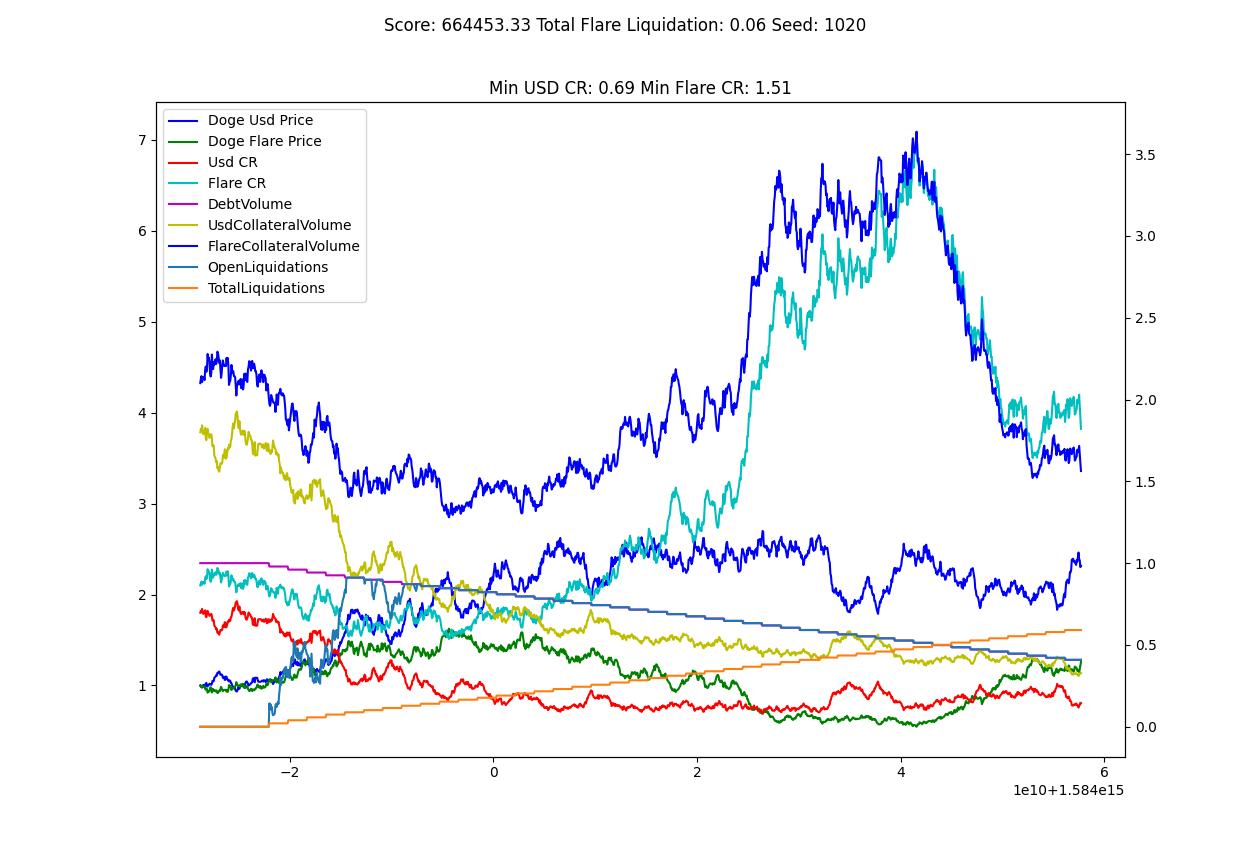 Score: 664453.33 Total Flare Liquidation: 0.06 Seed: 1020
Min USD CR: 0.69 Min Flare CR: 1.51
Doge Usd Price
Doge Flare Price
Usd CR
Flare CR
DebtVolume
UsdCollateralVolume
FlareCollateralVolume
OpenLiquidations
TotalLiquidations
7
6
5
4
3
2
1
3.5
3.0
2.5
2.0
1.5
1.0
0.5
0.0
−2 0 2 4 6
1e10+1.584e15